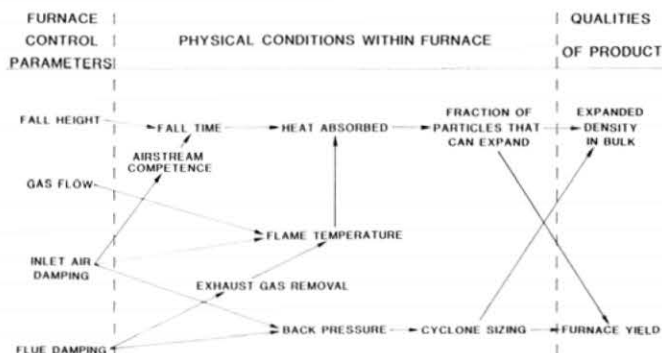 FURNACE
CONTROL
PARAMETERS
PHYSICAL CONDITIONS WITHIN FURNACE
QUALITIES
OF PRODUCT
FALL HEIGHT
FALL TIME
HEAT ABSORBED
FRACTION OF
PARTICLES THAT
CAN EXPAND
EXPANDED
DENSITY
IN BULK
AIRSTREAM
COMPETENCE
GAS FLOW
FLAME TEMPERATURE
INLET AIR
DAMPING
EXHAUST GAS REMOVAL
BACK PRESSURE
CYCLONE SIZING
FURNACE YIELD
FLUE DAMPING